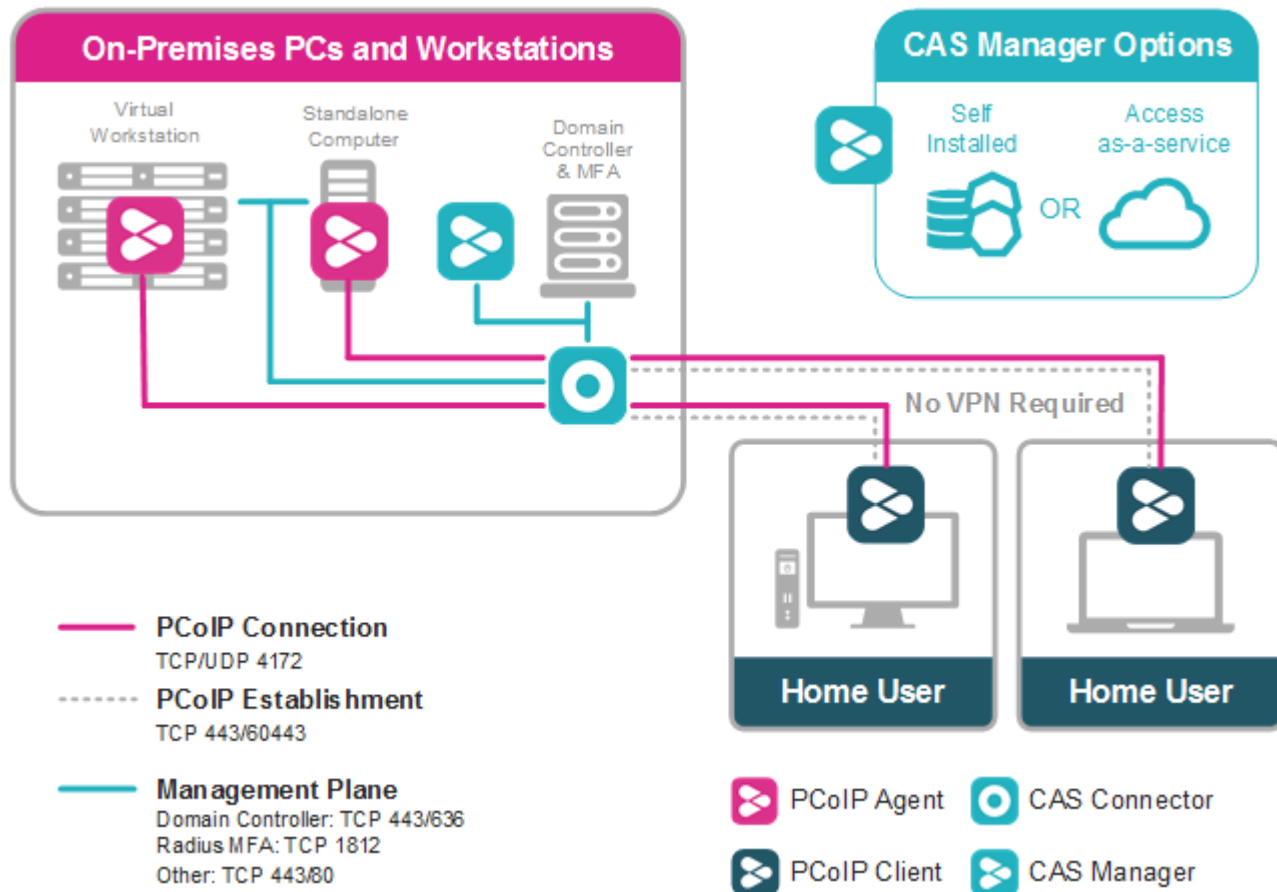 On-Premises PCs and Workstations
Virtual
Workstation
Standalone
Computer
Domain
Controller
& MFA
CAS Manager Options
Self
Installed
OR
Access
as-a-service
No VPN Required
Home User
Home User
PCoIP Connection
TCP/UDP 4172
PCoIP Establishment
TCP 443/60443
Management Plane
Domain Controller: TCP 443/636
Radius MFA: TCP 1812
Other: TCP 443/80
PCoIP Agent
CAS Connector
PCoIP Client
CAS Manager